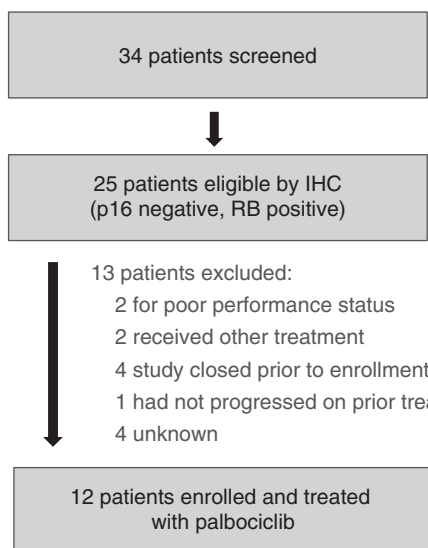 34 patients screened
25 patients eligible by IHC
(p16 negative, RB positive)
13 patients excluded:
2 for poor performance status
2 received other treatment
4 study closed prior to enrollment
1 had not progressed on prior
4 unknown
12 patients enrolled and treated
with palbociclib